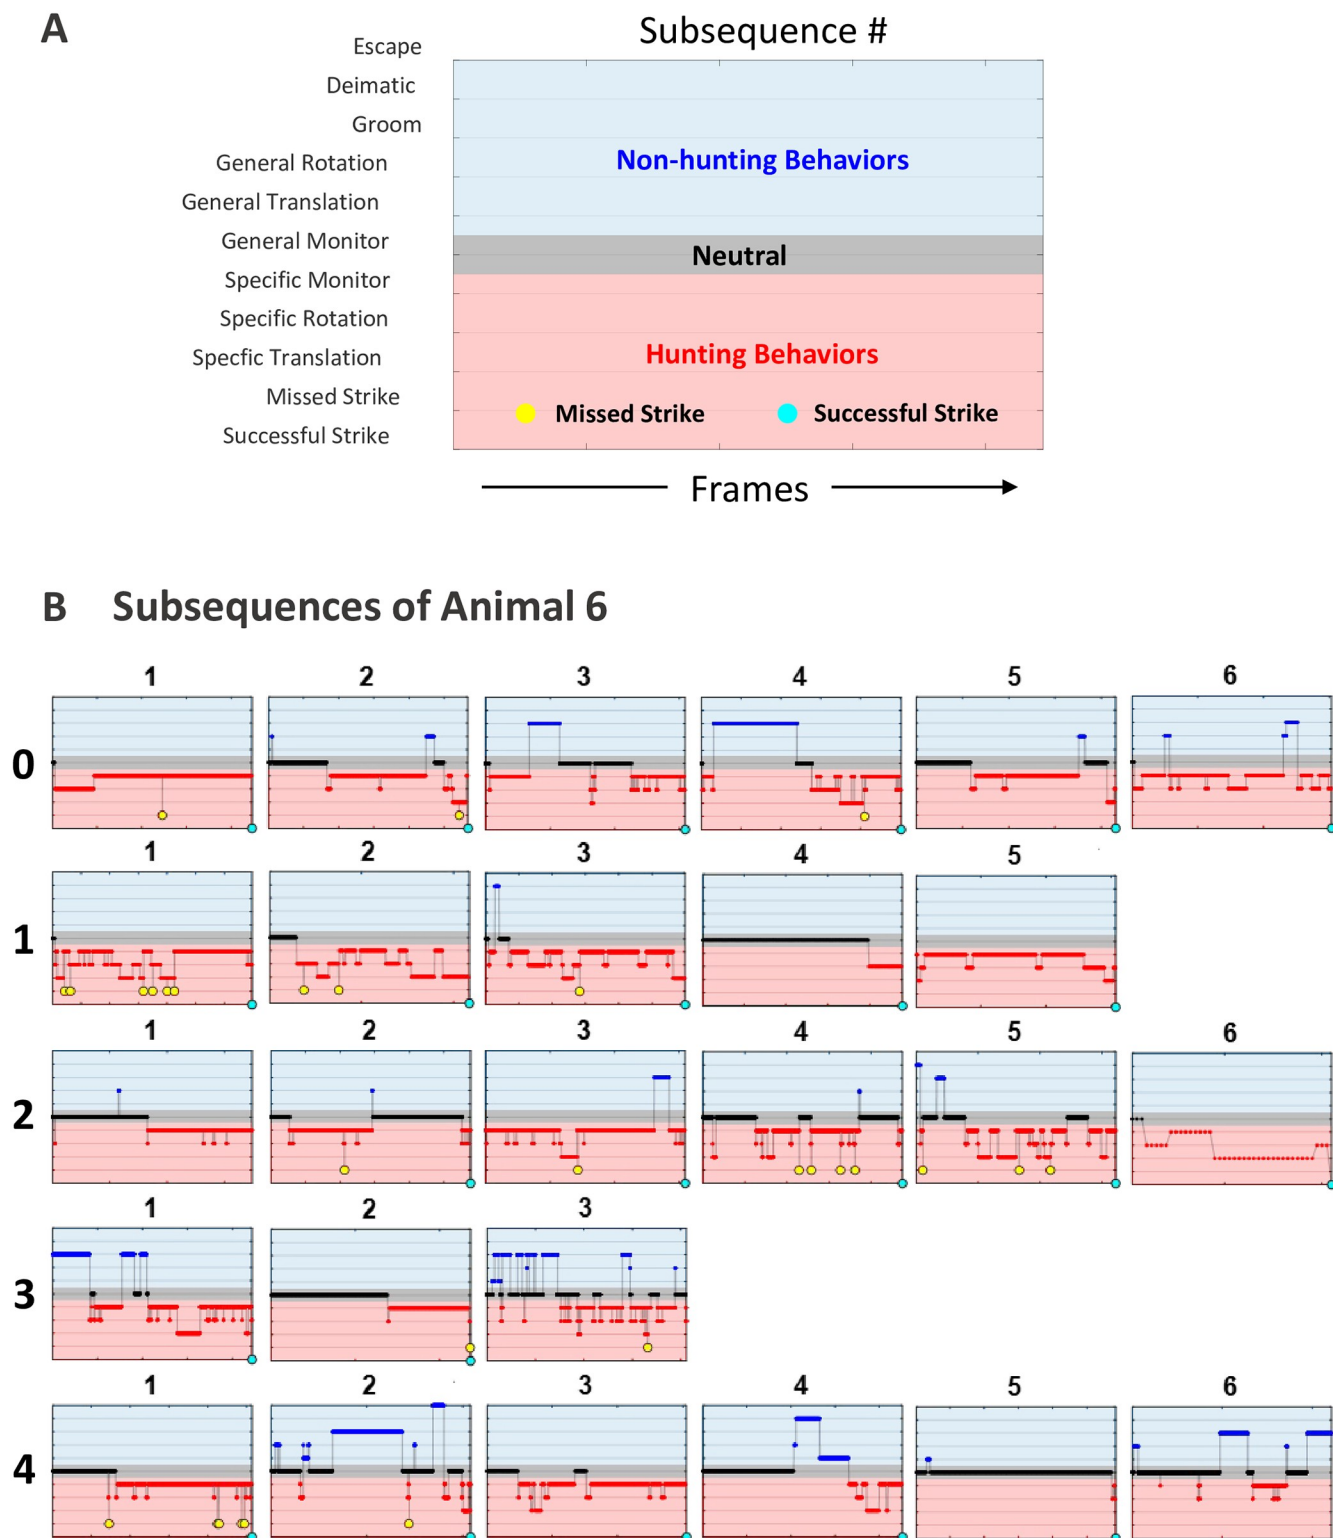 A
Subsequence #
Escape
Deimatic
Groom
General Rotation
General Translation
General Monitor
Specific Monitor
Specific Rotation
Specfic Translation
Missed Strike
Successful Strike
Non-hunting Behaviors
Neutral
Hunting Behaviors
Missed Strike Successful Strike
Frames
B Subsequences of Animal 6
1 2 3 4 5 6
0
1 2 3 4 5
1
1 2 3 4 5 6
2
1 2 3
3
1 2 3 4 5 6
4